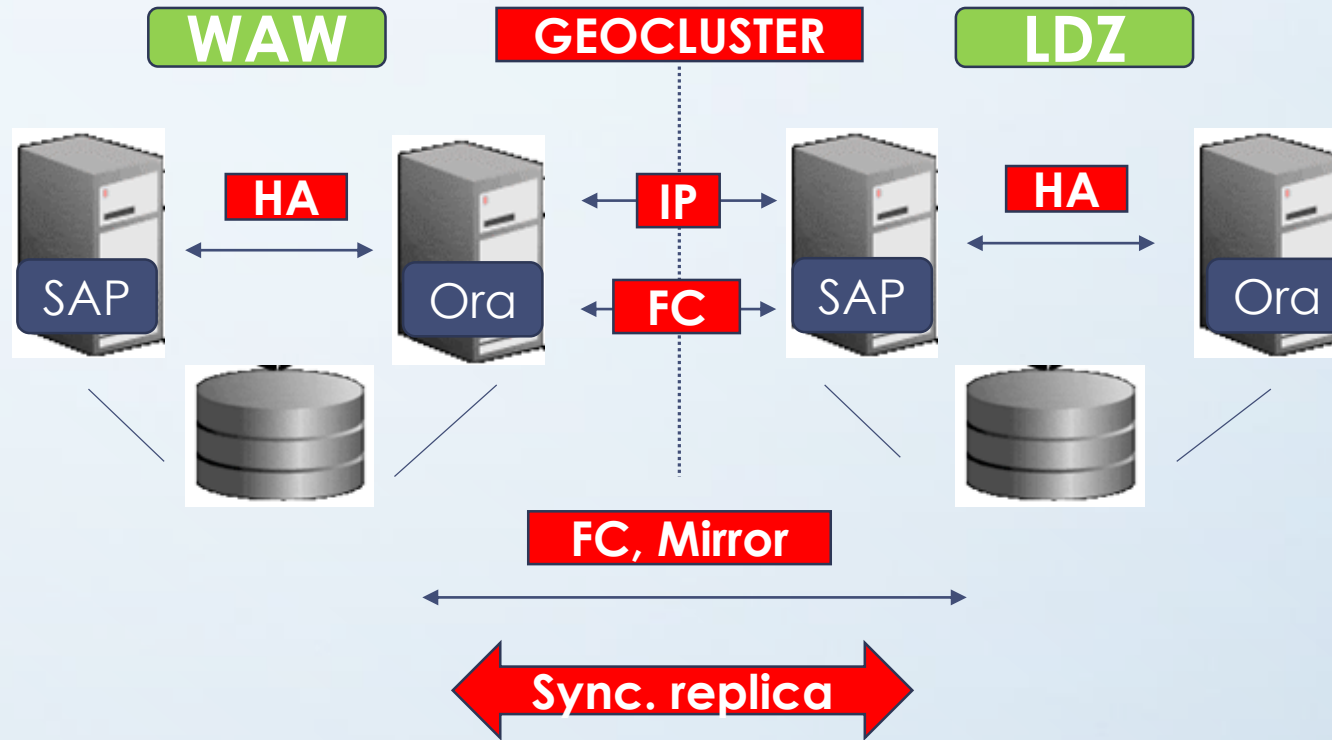 WAW
GEOCLUSTER
LDZ
HA
IP
HA
SAP
Ora
FC
SAP
Ora
FC, Mirror
Sync. replica